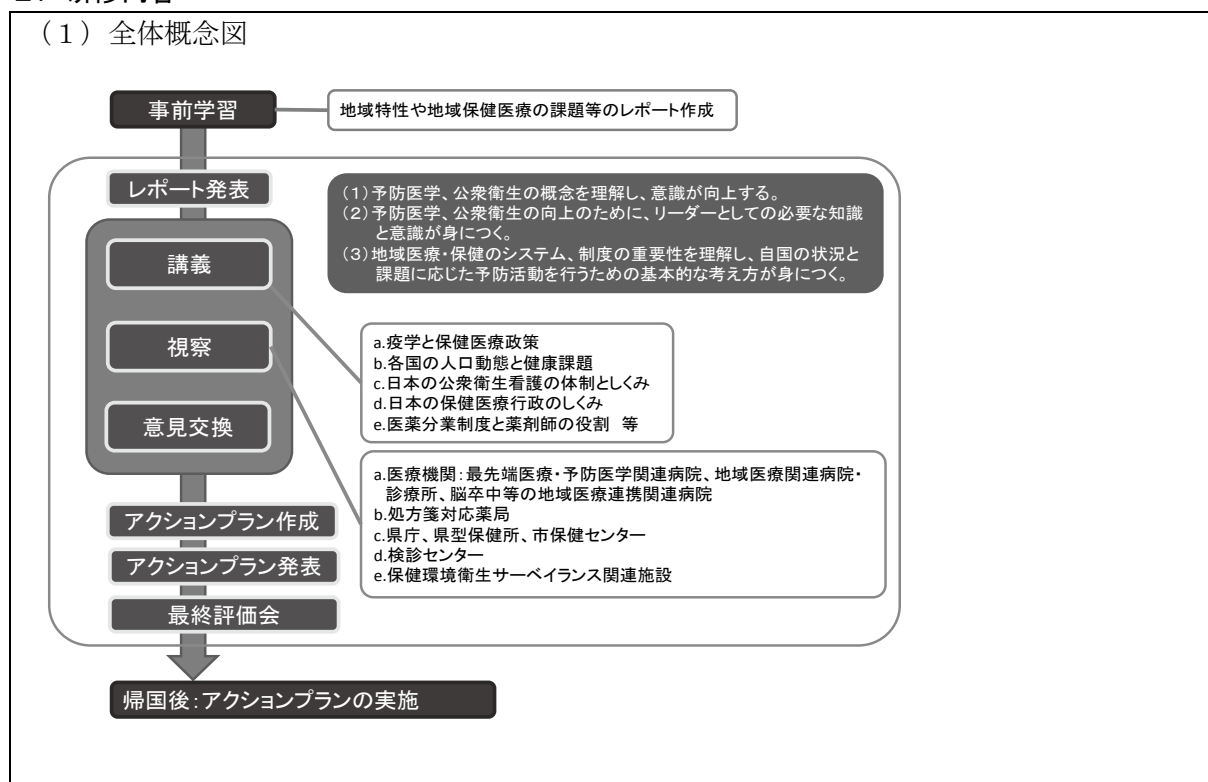 （１）全体概念図
事前学習
地域特性や地域保健医療の課題等のレポート作成
レポート発表
（１）予防医学、公衆衛生の概念を理解し、意識が向上する。
（２）予防医学、公衆衛生の向上のために、リーダーとしての必要な知識
と意識が身につく。
（３）地域医療・保健のシステム、制度の重要性を理解し、自国の状況と
課題に応じた予防活動を行うための基本的な考え方が身につく。
講義
視察
意見交換
a.疫学と保健医療政策
b.各国の人口動態と健康課題
c.日本の公衆衛生看護の体制としくみ
d.日本の保健医療行政のしくみ
e.医薬分業制度と薬剤師の役割　等
a.医療機関：最先端医療・予防医学関連病院、地域医療関連病院・
診療所、脳卒中等の地域医療連携関連病院
b.処方箋対応薬局
c.県庁、県型保健所、市保健センター
d.検診センター
e.保健環境衛生サーベイランス関連施設
アクションプラン作成
アクションプラン発表
最終評価会
帰国後：アクションプランの実施